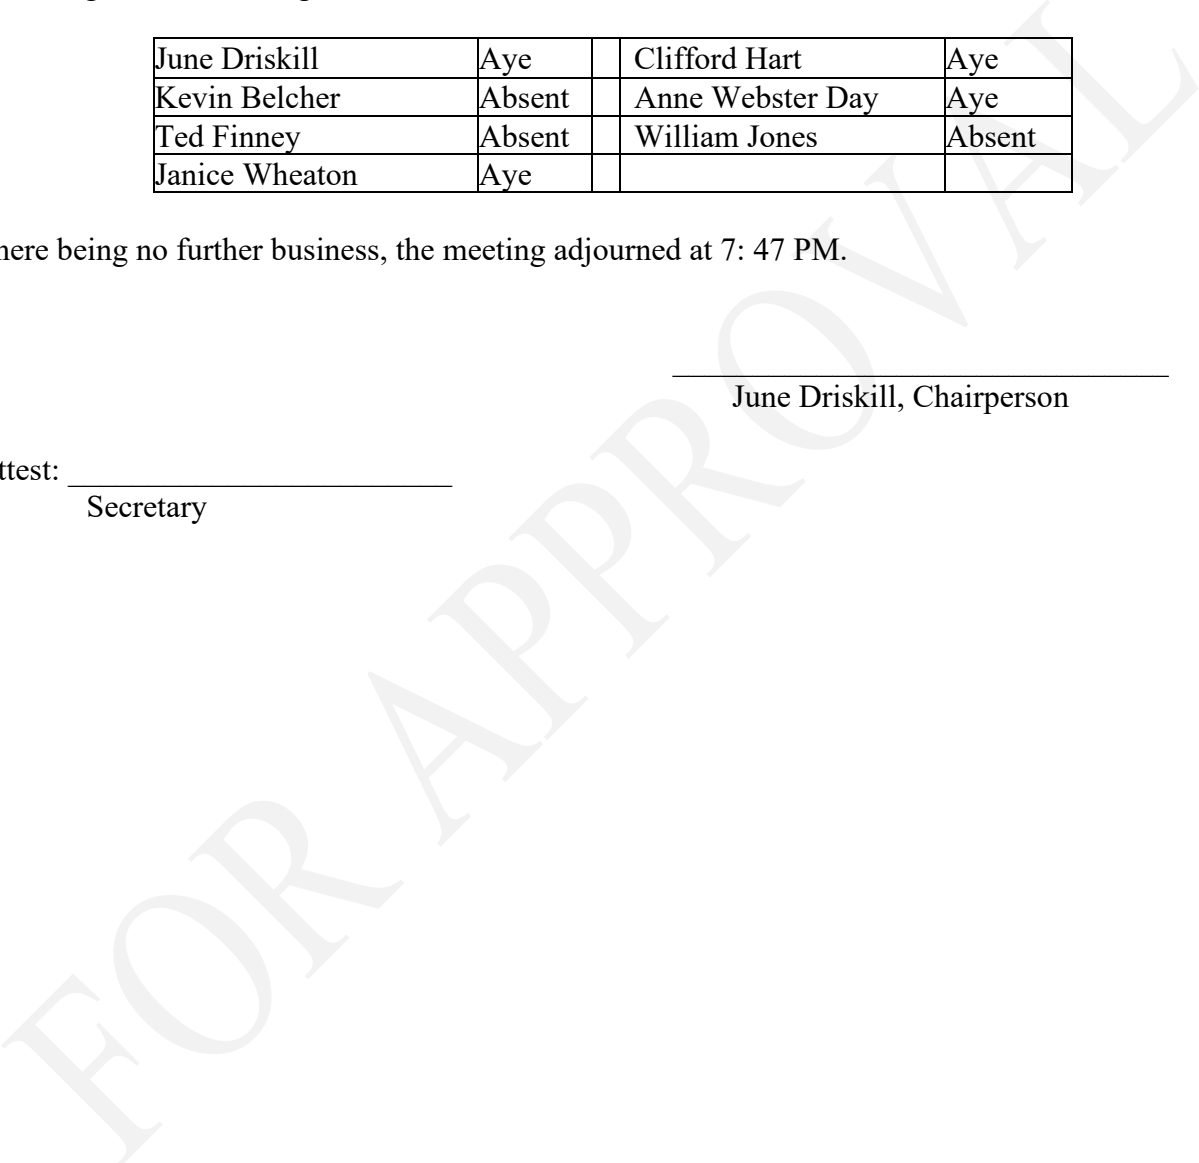 June Driskill Aye Clifford Hart Aye
Kevin Belcher Absent Anne Webster Day Aye
Ted Finney Absent William Jones Absent
Janice Wheaton Aye
here being no further business, the meeting adjourned at 7: 47 PM.
June Driskill, Chairperson
ttest:
Secretary
FOR APPROVAL